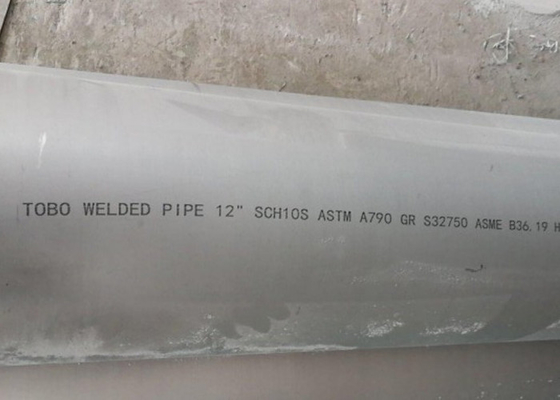 TOBO WELDED PIPE 12" SCH10S ASTM A790 GR S32750 ASME B36.19 H